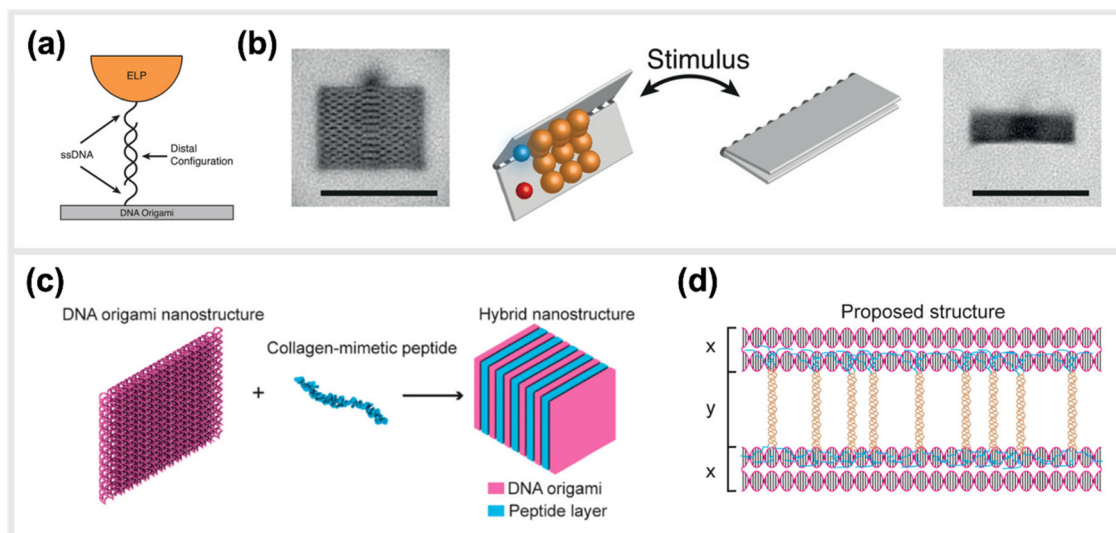 (a)
ELP
ssDNA
Distal
Configuration
DNA Origami
(b)
Stimulus
(c)
DNA origami nanostructure
+
Collagen-mimetic peptide
Hybrid nanostructure
DNA origami
Peptide layer
(d)
Proposed structure
x
y
x